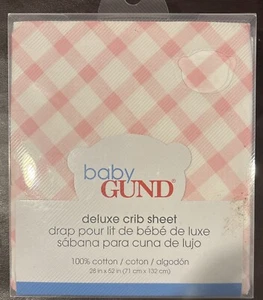 baby
GUND®
deluxe crib sheet
drap pour lit de bébé de luxe
sábana para cuna de lujo
100% cotton / coton / algodón
28 in x 52 in (71 cm x 132 cm)